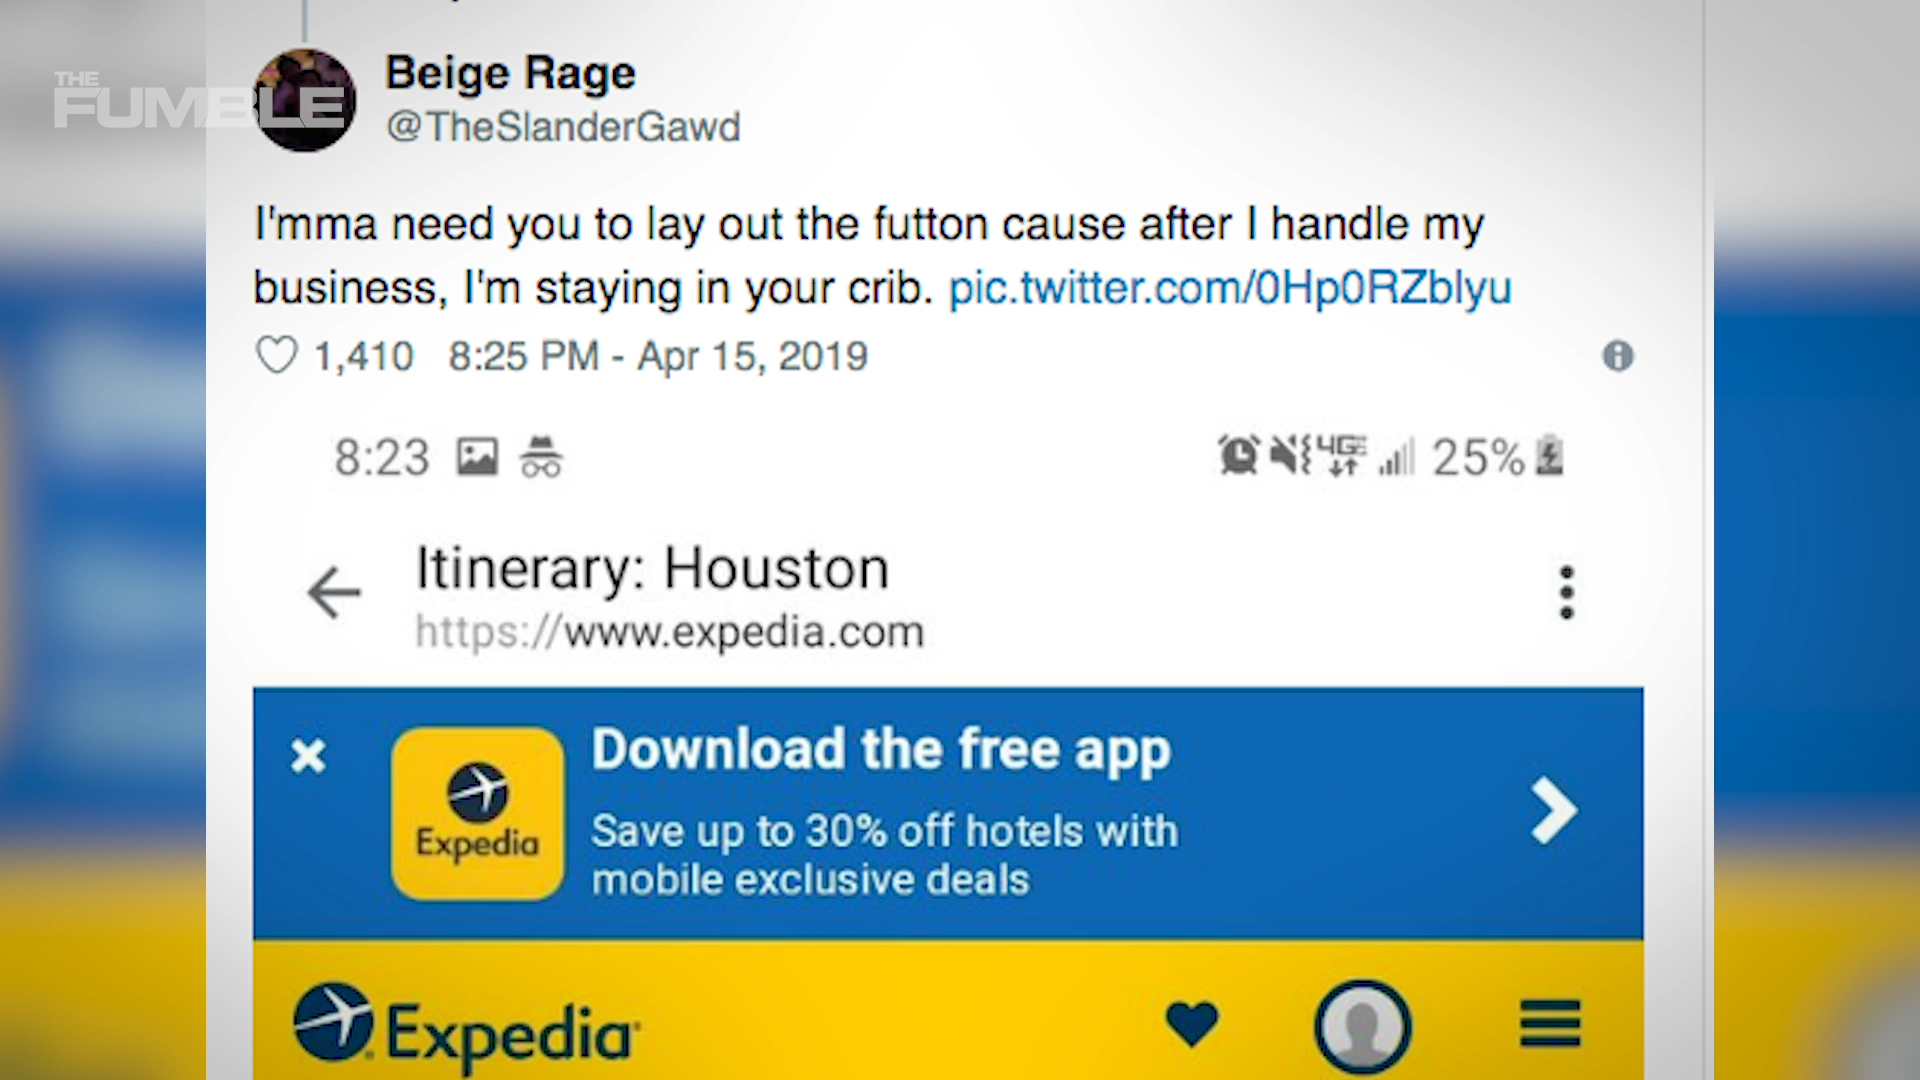 THE
FUMBLE
Beige Rage
@TheSlanderGawd
I'mma need you to lay out the futton cause after I handle my
business, I'm staying in your crib. pic.twitter.com/0Hp0RZblyu
1,410 8:25 PM - Apr 15, 2019
8:23 4GE 25%
Itinerary: Houston
https://www.expedia.com
Download the free app
Expedia
Save up to 30% off hotels with
mobile exclusive deals
Expedia